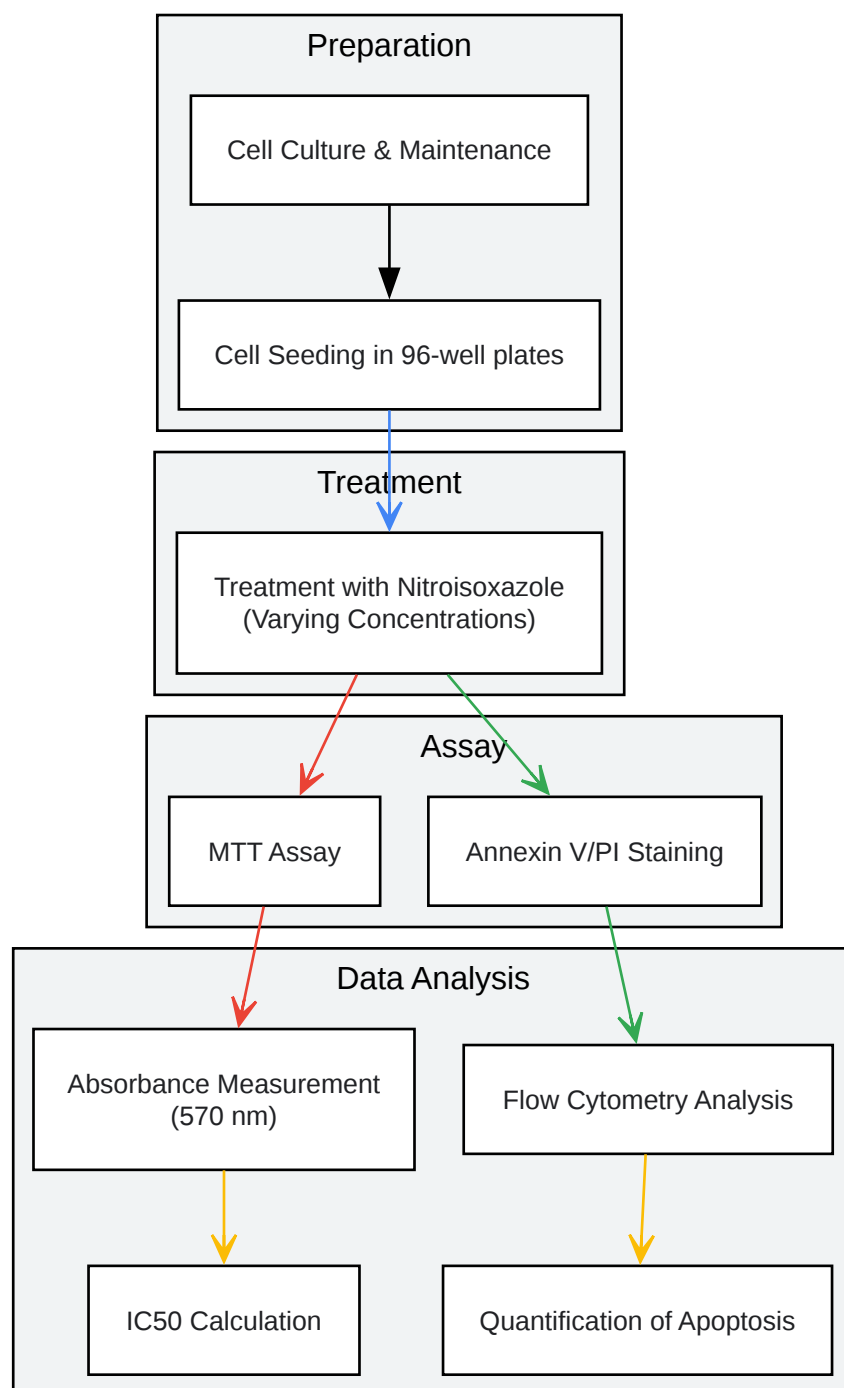 Preparation
Cell Culture & Maintenance
Cell Seeding in 96-well plates
Treatment
Treatment with Nitroisoxazole
(Varying Concentrations)
Assay
MTT Assay
Annexin V/PI Staining
Data Analysis
Absorbance Measurement
(570 nm)
Flow Cytometry Analysis
IC50 Calculation
Quantification of Apoptosis